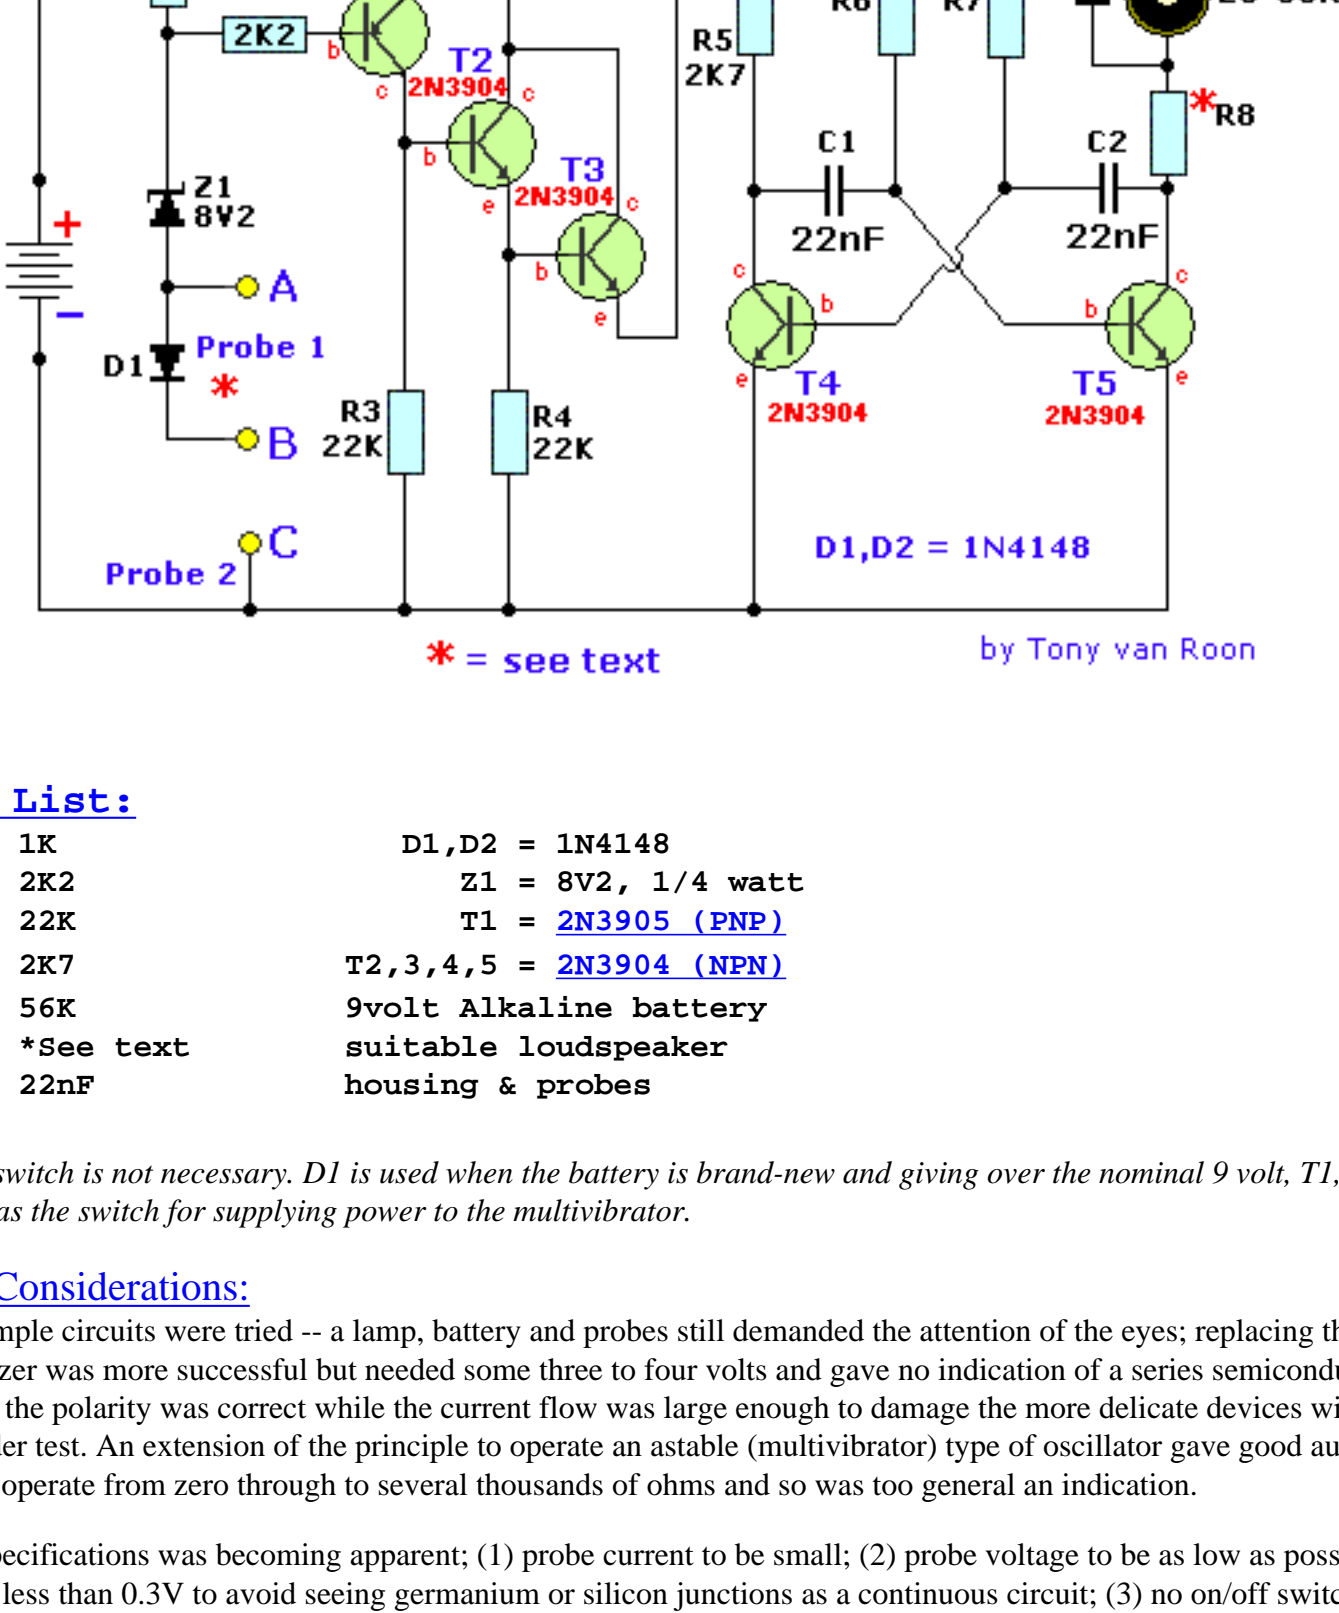 R6
R7
2K2
b
R5
2K7
T2
2N3904
c
c
*
R8
C1
C2
b
T3
2N3904
c
e
Z1
8V2
+
22nF
22nF
b
c
c
A
b
b
e
Probe 1
D1
*
T4
2N3904
e
T5
2N3904
e
R3
22K
R4
22K
B
C
D1,D2 = 1N4148
Probe 2
* = see text
by Tony van Roon
List:
1K D1,D2 = 1N4148
2K2 Z1 = 8V2, 1/4 watt
22K T1 = 2N3905 (PNP)
2K7 T2,3,4,5 = 2N3904 (NPN)
56K 9volt Alkaline battery
*See text suitable loudspeaker
22nF housing & probes
switch is not necessary. D1 is used when the battery is brand-new and giving over the nominal 9 volt, T1,
as the switch for supplying power to the multivibrator.
Considerations:
mple circuits were tried -- a lamp, battery and probes still demanded the attention of the eyes; replacing th
zer was more successful but needed some three to four volts and gave no indication of a series semicondu
the polarity was correct while the current flow was large enough to damage the more delicate devices wi
der test. An extension of the principle to operate an astable (multivibrator) type of oscillator gave good au
operate from zero through to several thousands of ohms and so was too general an indication.
pecifications was becoming apparent; (1) probe current to be small; (2) probe voltage to be as low as poss
less than 0.3V to avoid seeing germanium or silicon junctions as a continuous circuit; (3) no on/off switc